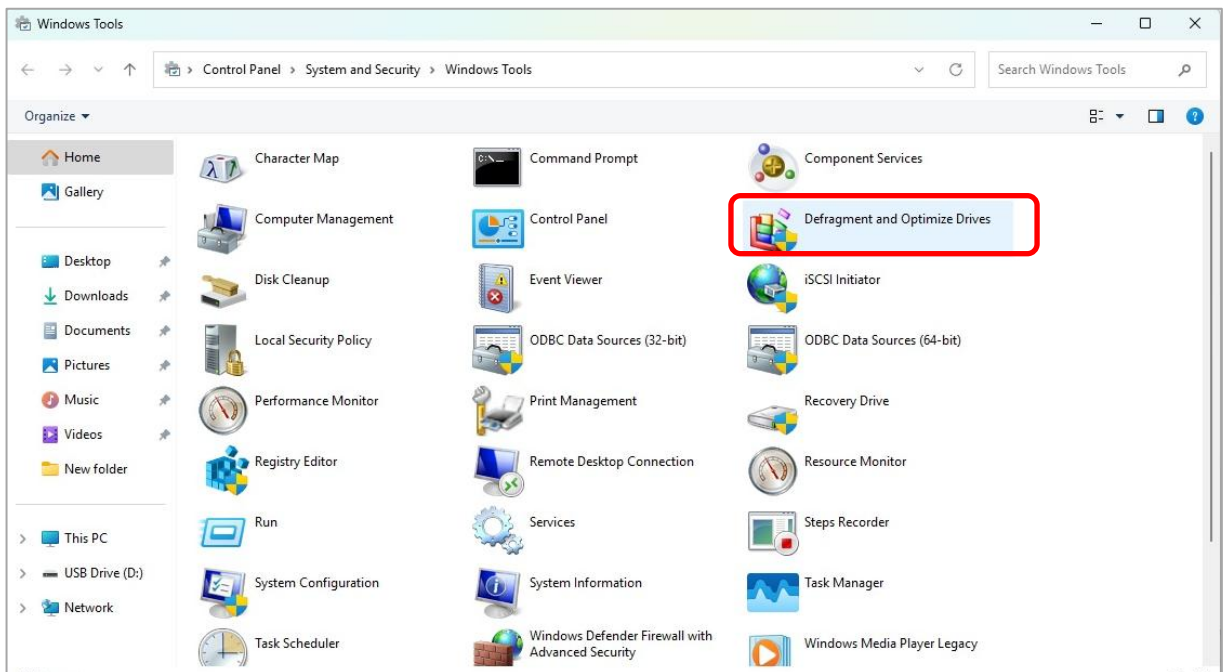 Windows Tools
Control Panel > System and Security > Windows Tools
Search Windows Tools
Organize
Home
Gallery
Desktop
Downloads
Documents
Pictures
Music
Videos
New folder
This PC
USB Drive (D:)
Network
Character Map
Command Prompt
Component Services
Computer Management
Control Panel
Defragment and Optimize Drives
Disk Cleanup
Event Viewer
iSCSI Initiator
Local Security Policy
ODBC Data Sources (32-bit)
ODBC Data Sources (64-bit)
Performance Monitor
Print Management
Recovery Drive
Registry Editor
Remote Desktop Connection
Resource Monitor
Run
Services
Steps Recorder
System Configuration
System Information
Task Manager
Task Scheduler
Windows Defender Firewall with
Advanced Security
Windows Media Player Legacy